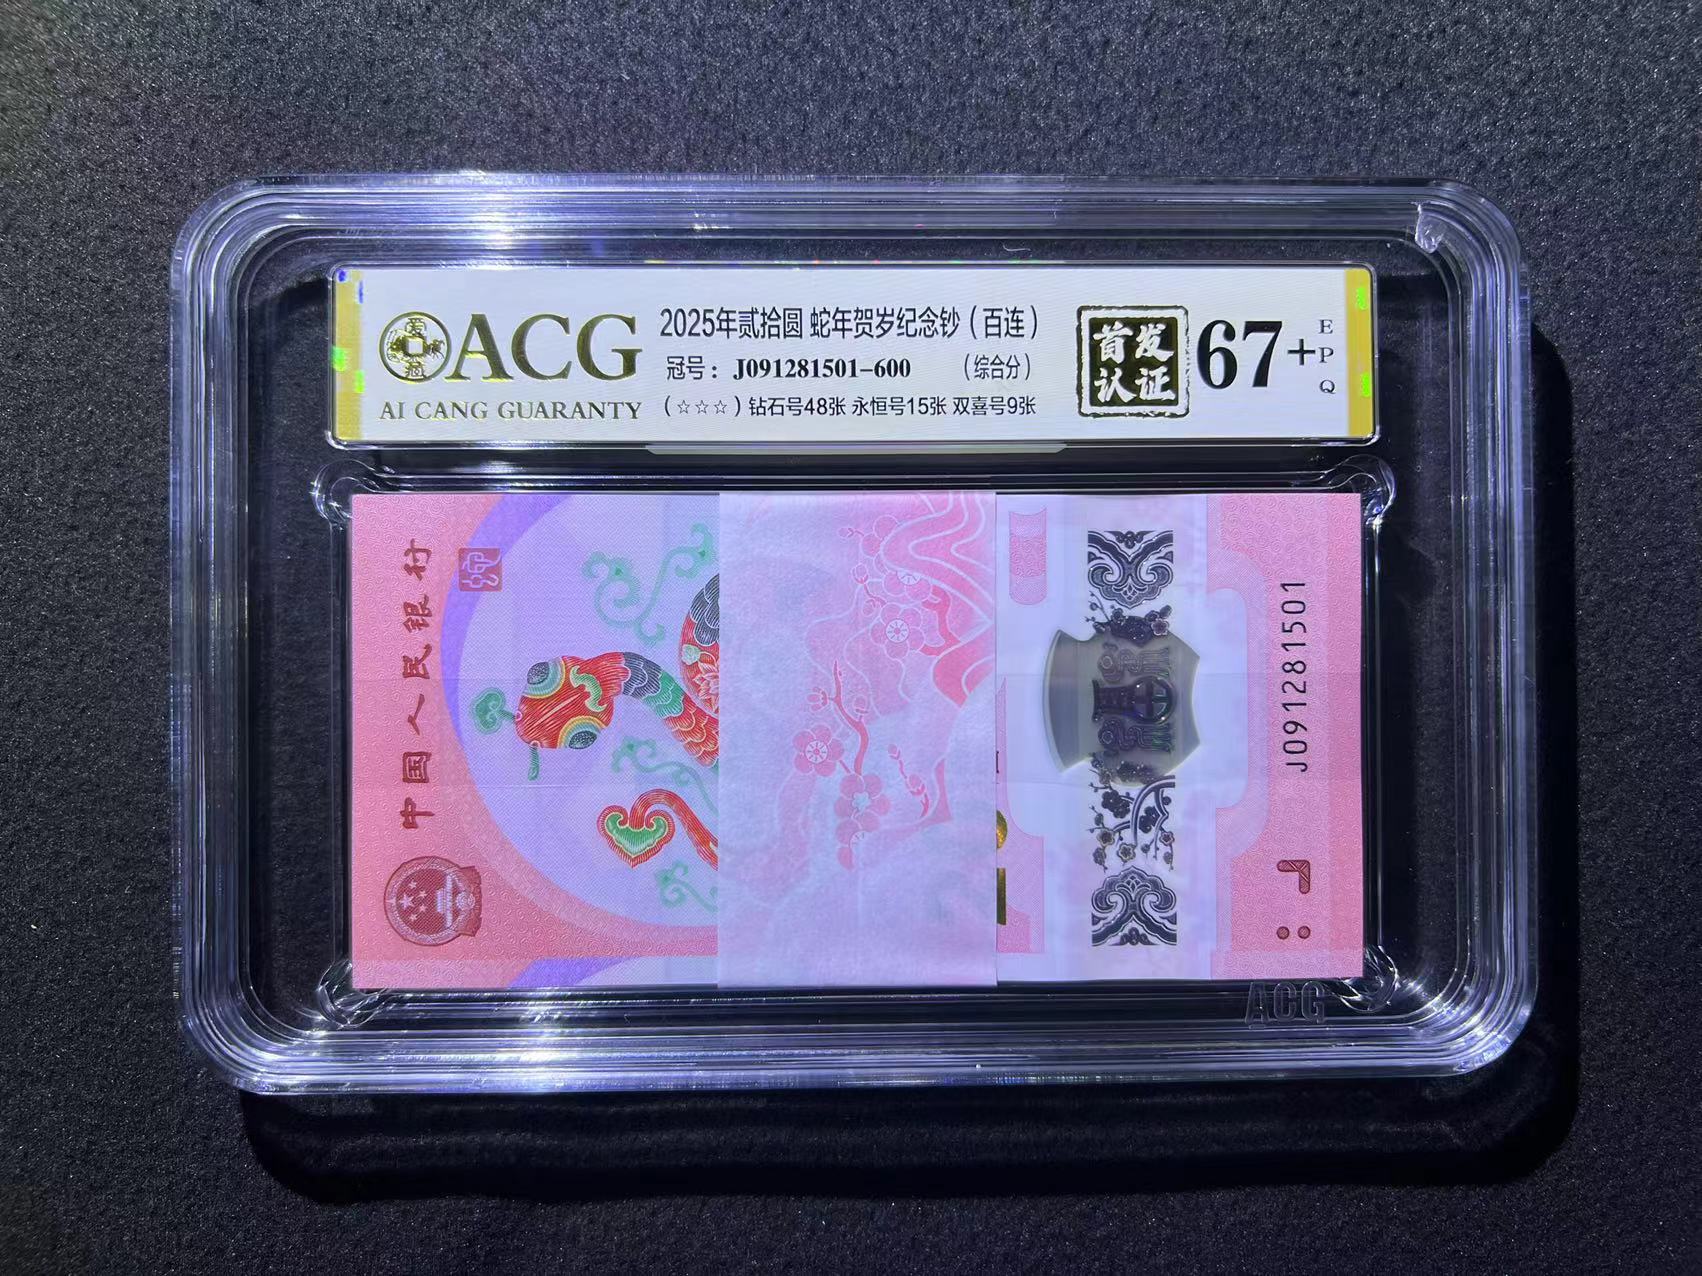 爱
藏
ACG
AI CANG GUARANTY
2025年贰拾圆 蛇年贺岁纪念钞（百连）
冠号：J091281501-600 （综合分）
（☆☆☆）钻石号48张 永恒号15张 双喜号9张
首发
认证
67+
EPQ
中国人民银行
J091281501
ACG